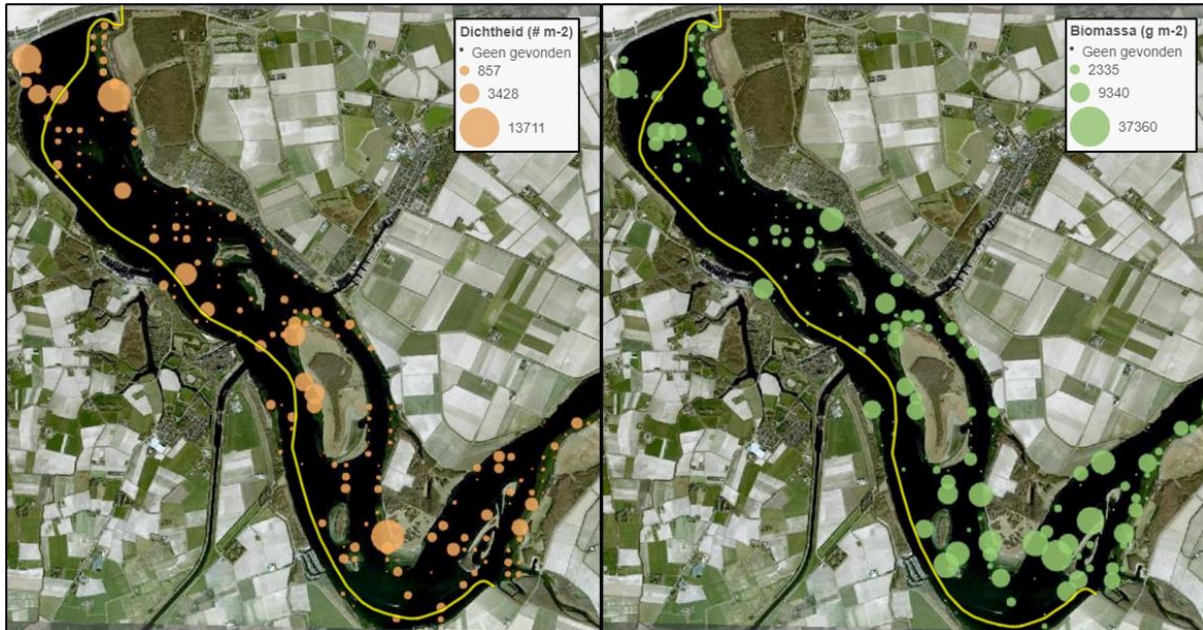 Dichtheid (# m-2)
Geen gevonden
857
3428
13711
Biomassa (g m-2)
Geen gevonden
2335
9340
37360